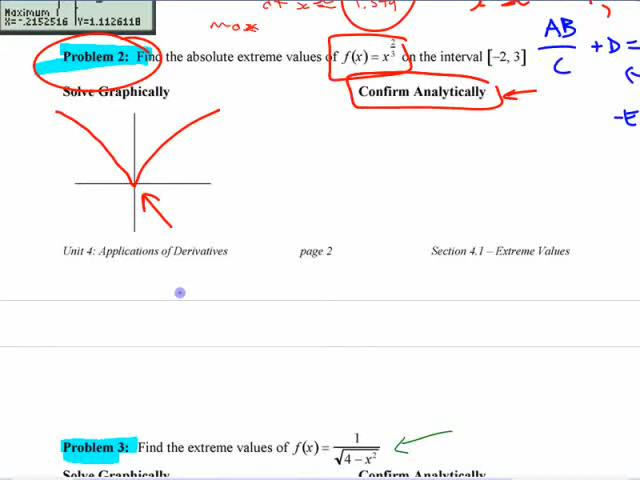 Maximum
X=-.2152516 Y=1.1126118
max
Problem 2: Find the absolute extreme values of f(x) = x^(2/3) on the interval [−2, 3]
AB/C + D =
-E
Solve Graphically Confirm Analytically
Unit 4: Applications of Derivatives page 2 Section 4.1 – Extreme Values
Problem 3: Find the extreme values of f(x) = 1/√(4 − x²)
Solve Graphically Confirm Analytically